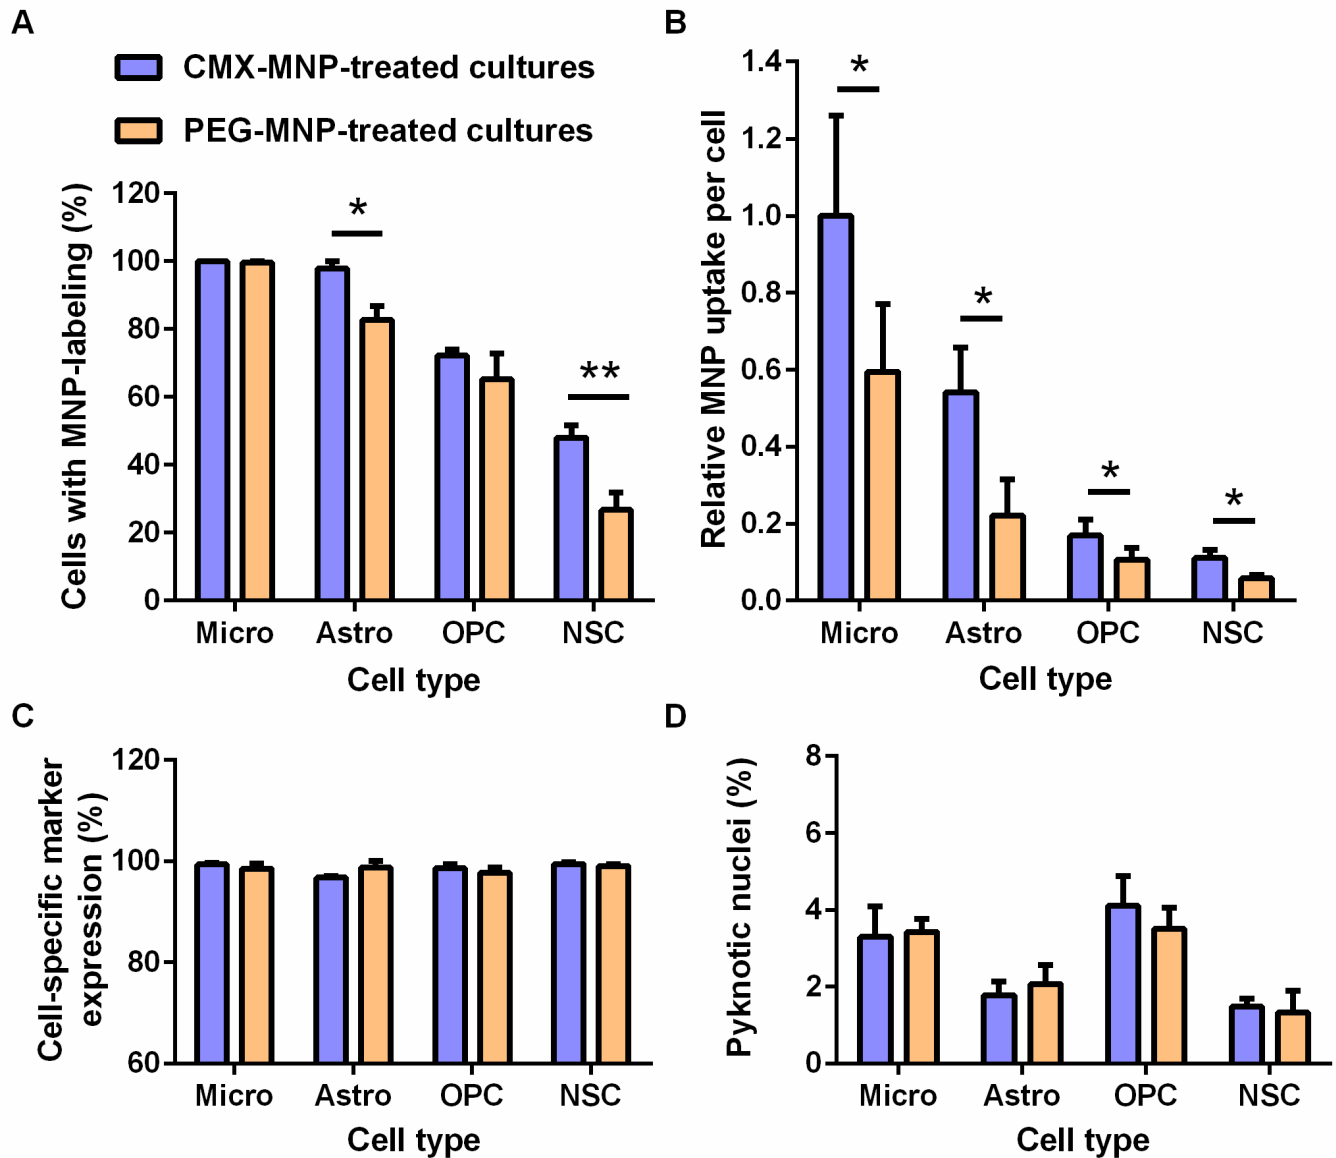 A
CMX-MNP-treated cultures
PEG-MNP-treated cultures
Cells with MNP-labeling (%)
120
100
80
60
40
20
0
*
**
Micro Astro OPC NSC
Cell type
B
Relative MNP uptake per cell
1.4
1.2
1.0
0.8
0.6
0.4
0.2
0.0
*
*
*
*
Micro Astro OPC NSC
Cell type
C
Cell-specific marker
expression (%)
120
100
80
60
Micro Astro OPC NSC
Cell type
D
Pyknotic nuclei (%)
8
6
4
2
0
Micro Astro OPC NSC
Cell type